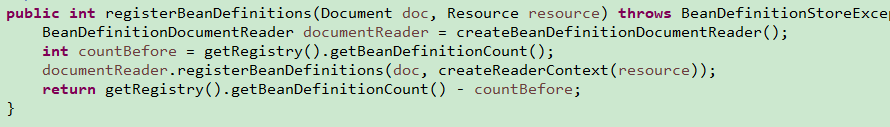 public int registerBeanDefinitions(Document doc, Resource resource) throws BeanDefinitionStoreExce
BeanDefinitionDocumentReader documentReader = createBeanDefinitionDocumentReader();
int countBefore = getRegistry().getBeanDefinitionCount();
documentReader.registerBeanDefinitions(doc, createReaderContext(resource));
return getRegistry().getBeanDefinitionCount() - countBefore;
}